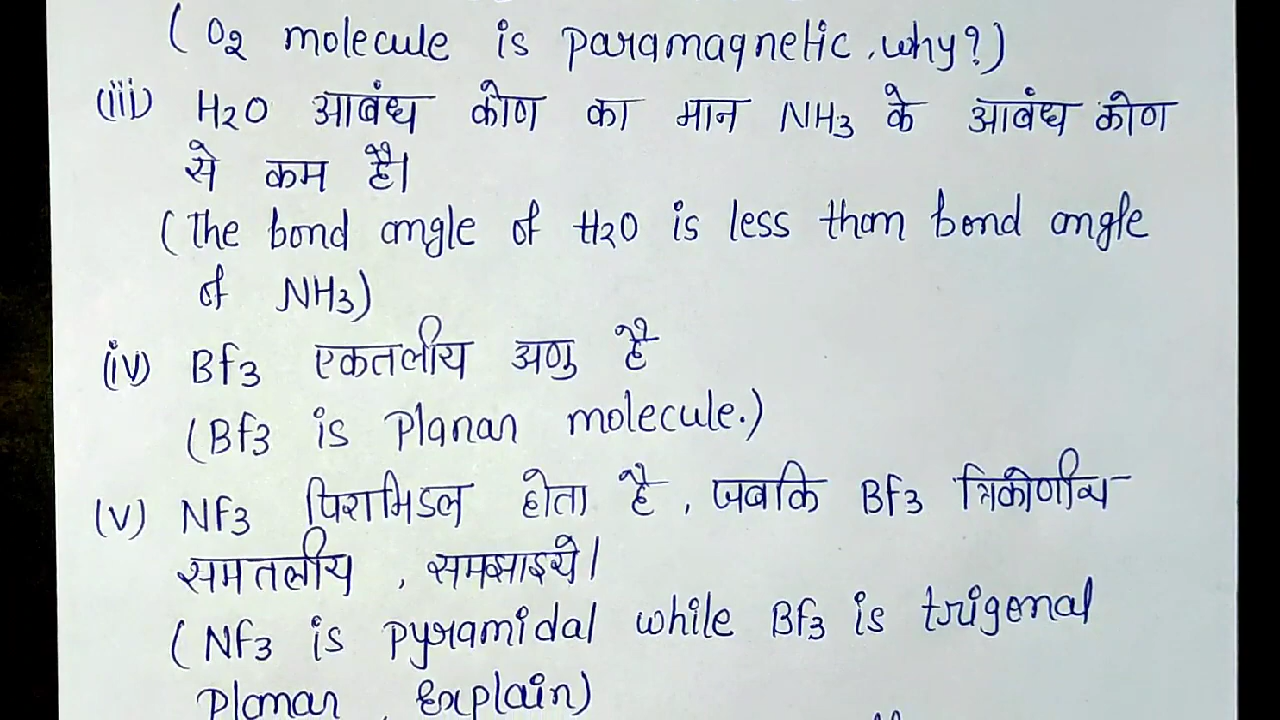 ( O2 molecule is paramagnetic, why?)
(iii) H2O आबंध कोण का मान NH3 के आबंध कोण
से कम है।
(The bond angle of H2O is less than bond angle
of NH3)
(iv) Bf3 एकतलीय अणु है
(Bf3 is Planar molecule.)
(v) Nf3 पिरामिडल होता है, जबकि Bf3 त्रिकोणीय
समतलीय, समझाइये।
( Nf3 is pyramidal while Bf3 is trigonal
Planar, Explain)